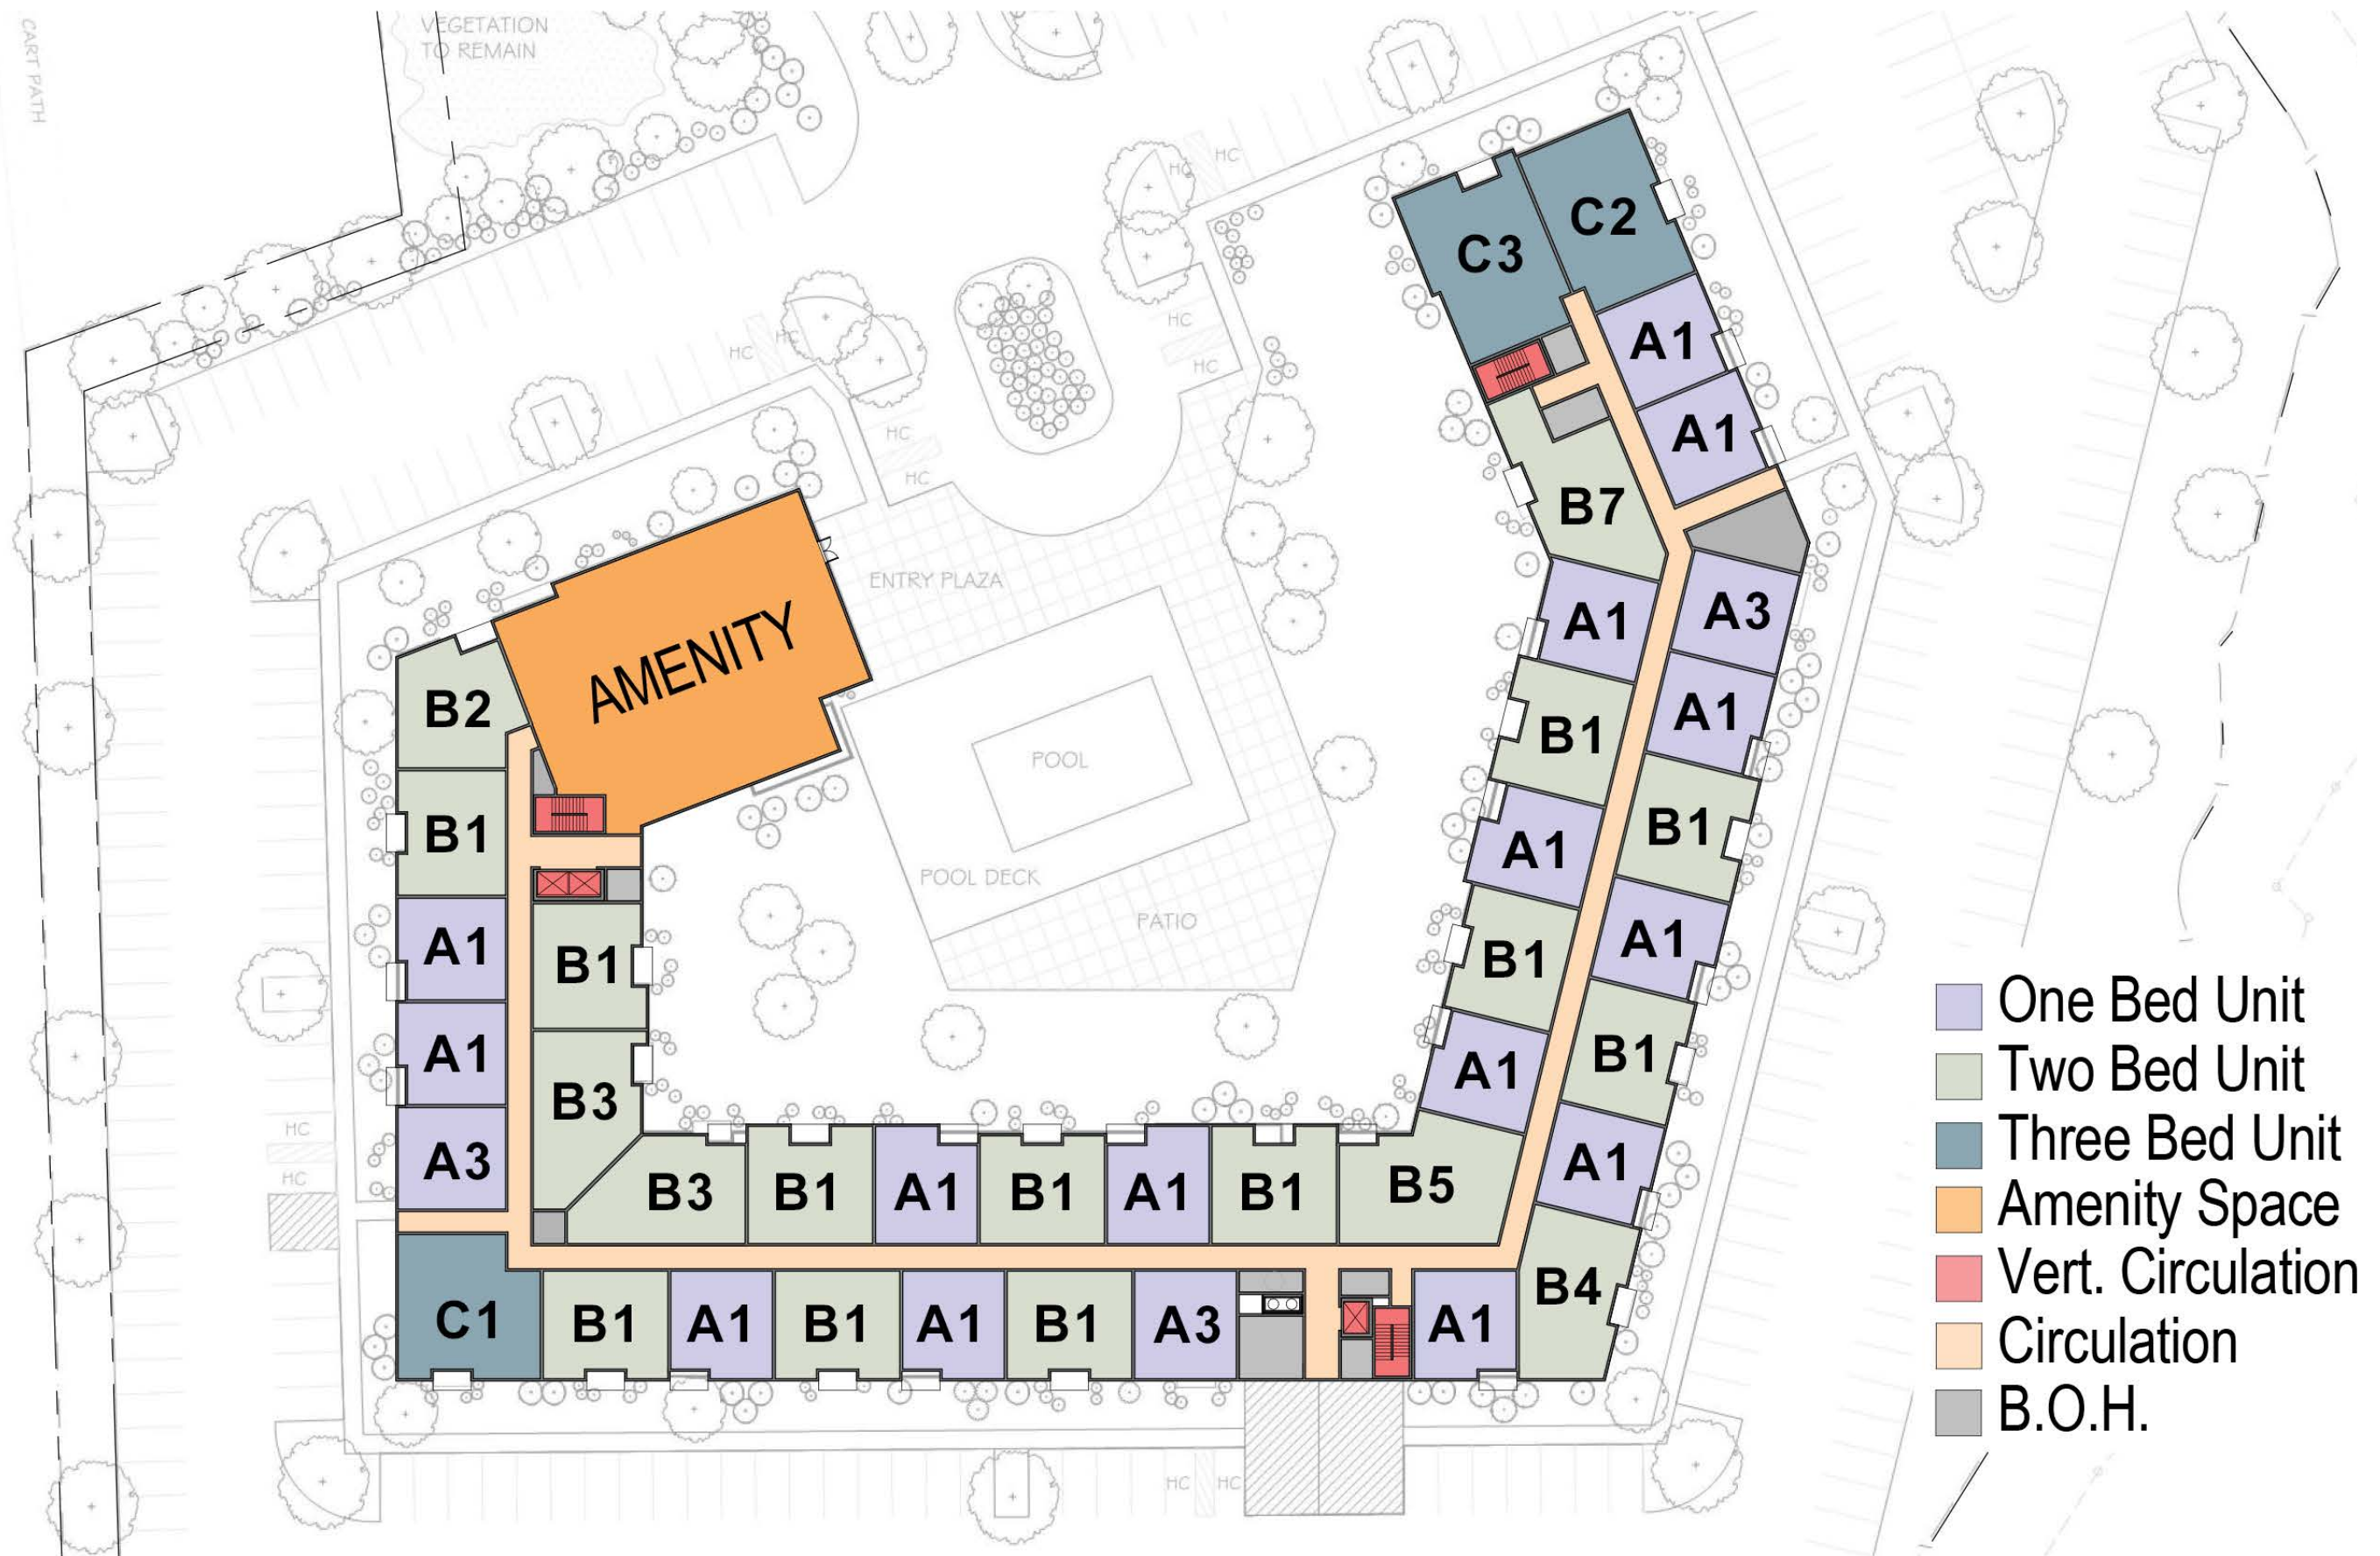 CART PATH
VEGETATION
TO REMAIN
HC
HC
HC
HC
HC
HC
HC
HC
C2
C3
A1
A1
B7
ENTRY PLAZA
AMENITY
A1
A3
B2
A1
B1
POOL
B1
B1
A1
POOL DECK
PATIO
A1
A1
B1
B1
A1
B1
A1
A1
B3
HC
HC
A3
A1
B3
B1
A1
B1
A1
B1
B5
B4
C1
B1
A1
B1
A1
B1
A3
A1
HC
HC
One Bed Unit
Two Bed Unit
Three Bed Unit
Amenity Space
Vert. Circulation
Circulation
B.O.H.